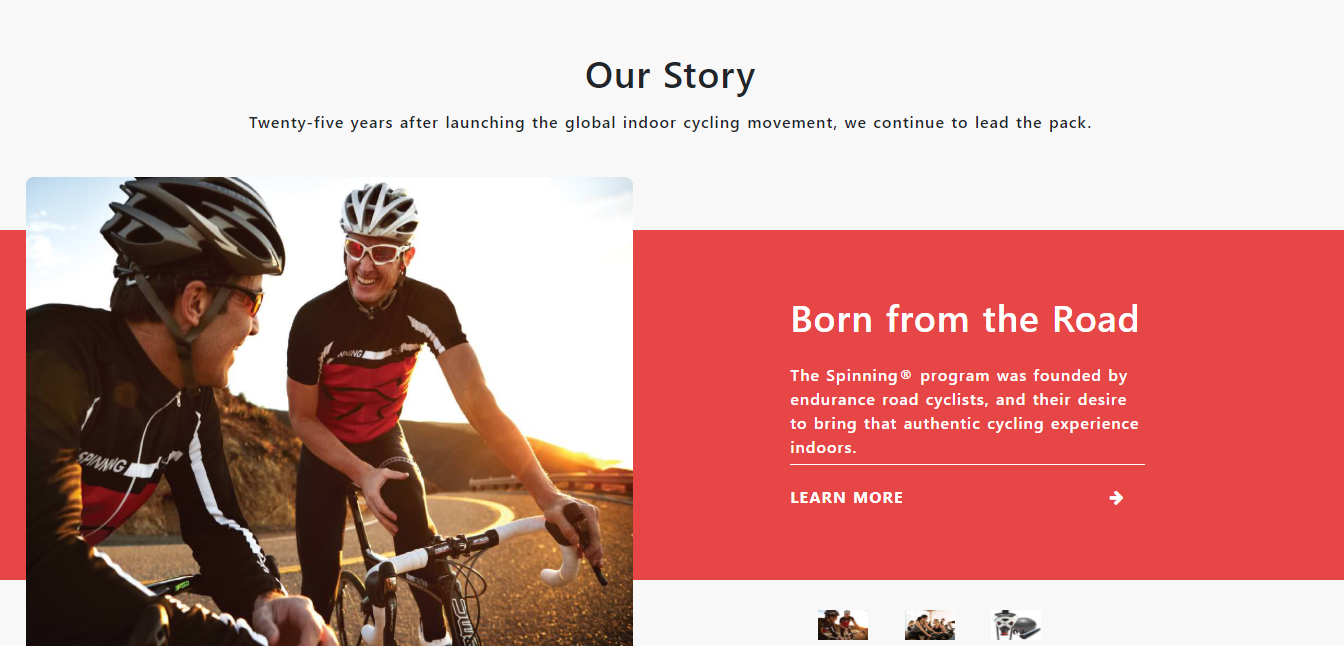 Our Story
Twenty-five years after launching the global indoor cycling movement, we continue to lead the pack.
SPINNING
Born from the Road
The Spinning® program was founded by
endurance road cyclists, and their desire
to bring that authentic cycling experience
indoors.
LEARN MORE